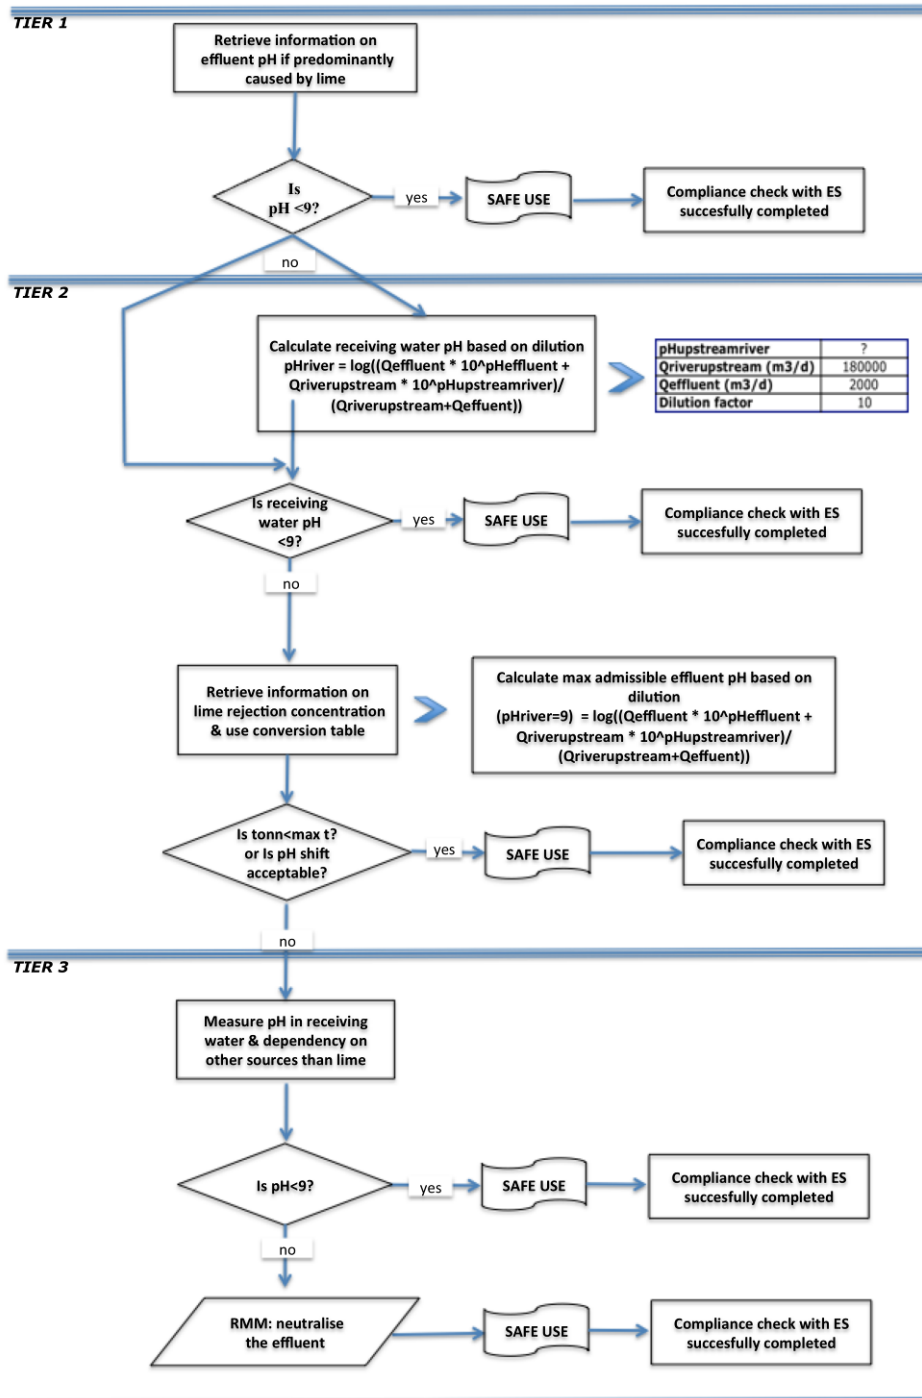 TIER 1
Retrieve information on
effluent pH if predominantly
caused by lime
Is
pH <9?
yes
SAFE USE
Compliance check with ES
succesfully completed
no
TIER 2
Calculate receiving water pH based on dilution
pHriver = log((Qeffluent * 10^pHeffluent +
Qriverupstream * 10^pHupstreamriver)/
(Qriverupstream+Qeffuent))
pHupstreamriver ?
Qriverupstream (m3/d) 180000
Qeffluent (m3/d) 2000
Dilution factor 10
Is receiving
water pH
<9?
yes
SAFE USE
Compliance check with ES
succesfully completed
no
Retrieve information on
lime rejection concentration
& use conversion table
Calculate max admissible effluent pH based on
dilution
(pHriver=9) = log((Qeffluent * 10^pHeffluent +
Qriverupstream * 10^pHupstreamriver)/
(Qriverupstream+Qeffuent))
Is tonn<max t?
or Is pH shift
acceptable?
yes
SAFE USE
Compliance check with ES
succesfully completed
no
TIER 3
Measure pH in receiving
water & dependency on
other sources than lime
Is pH<9?
yes
SAFE USE
Compliance check with ES
succesfully completed
no
RMM: neutralise
the effluent
SAFE USE
Compliance check with ES
succesfully completed